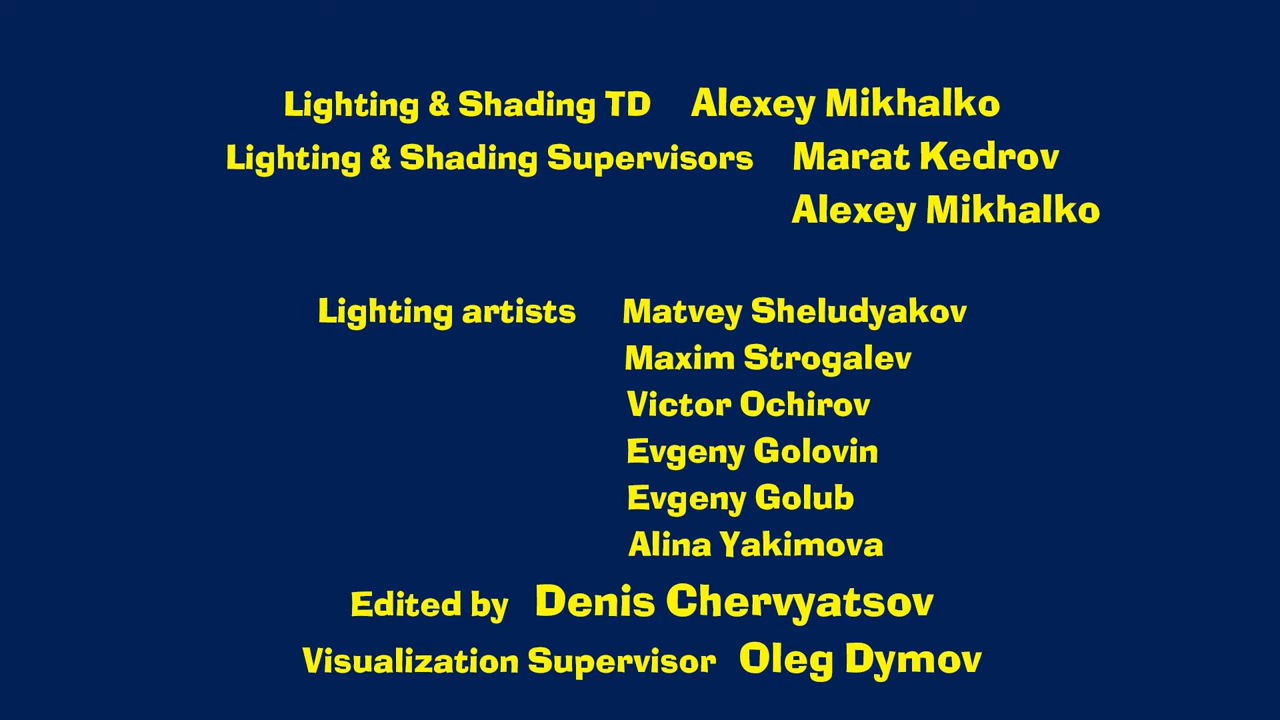 Lighting & Shading TD Alexey Mikhalko
Lighting & Shading Supervisors Marat Kedrov
Alexey Mikhalko
Lighting artists Matvey Sheludyakov
Maxim Strogalev
Victor Ochirov
Evgeny Golovin
Evgeny Golub
Alina Yakimova
Edited by Denis Chervyatsov
Visualization Supervisor Oleg Dymov